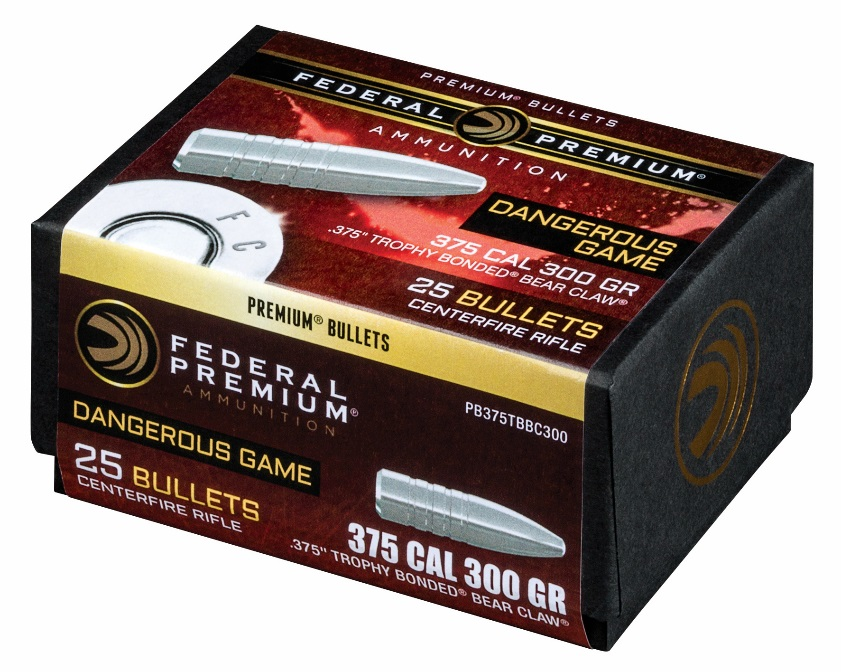 PREMIUM® BULLETS
FEDERAL PREMIUM®
AMMUNITION
DANGEROUS
GAME
375 CAL 300 GR
.375" TROPHY BONDED® BEAR CLAW®
25 BULLETS
CENTERFIRE RIFLE
F C
PREMIUM® BULLETS
FEDERAL
PREMIUM®
AMMUNITION
PB375TBBC300
DANGEROUS GAME
25 BULLETS
CENTERFIRE RIFLE
375 CAL 300 GR
.375" TROPHY BONDED® BEAR CLAW®